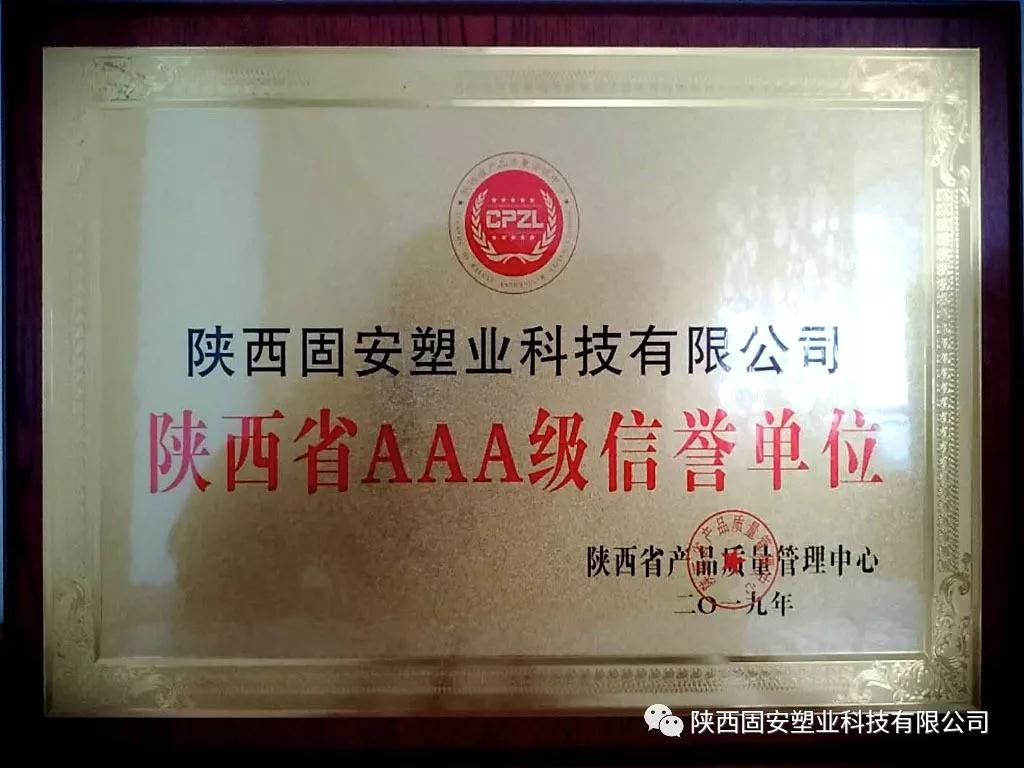 CPZL
陕西固安塑业科技有限公司
陕西省AAA级信誉单位
陕西省产品质量管理中心
二〇一九年
陕西固安塑业科技有限公司